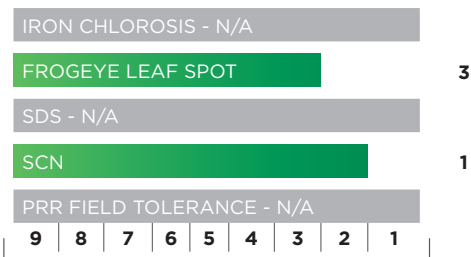 IRON CHLOROSIS - N/A
FROGEYE LEAF SPOT 3
SDS - N/A
SCN 1
PRR FIELD TOLERANCE - N/A
9 8 7 6 5 4 3 2 1